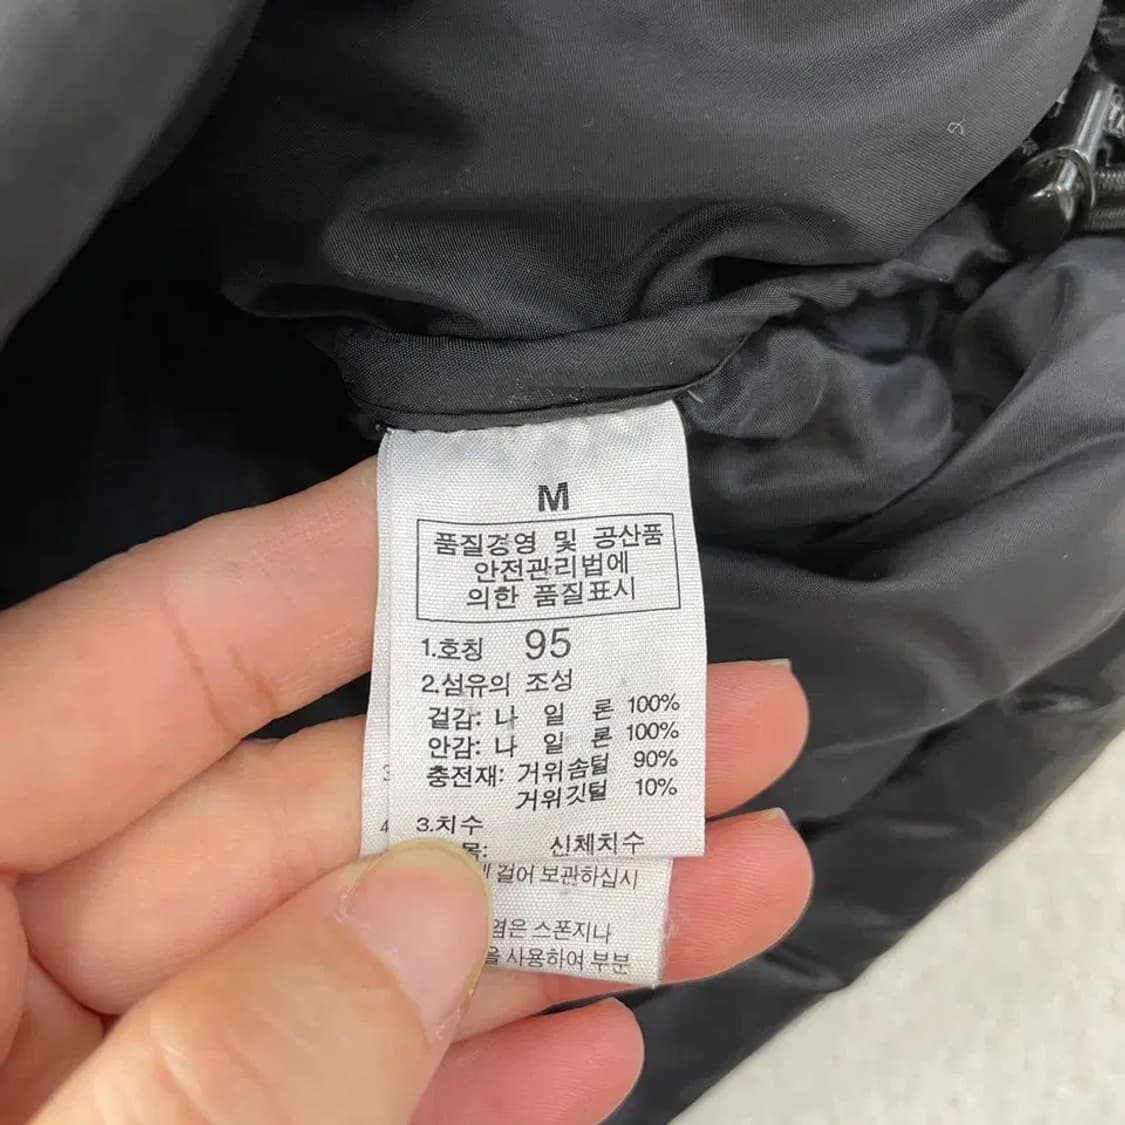 M
품질경영 및 공산품
안전관리법에
의한 품질표시
1.호칭 95
2.섬유의 조성
겉감: 나 일 론 100%
안감: 나 일 론 100%
충전재: 거위솜털 90%
거위깃털 10%
3.치수
목: 신체치수
걸어 보관하십시
스폰지나
사용하여 부분
3
4